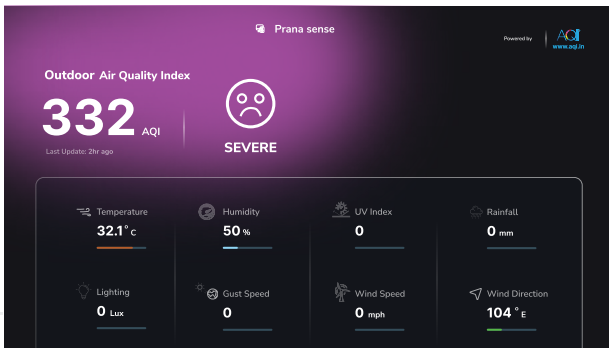 Prana sense
Powered by
AQI
www.aqi.in
Outdoor Air Quality Index
332 AQI
Last Update: 2hr ago
SEVERE
Temperature
32.1° C
Humidity
50 %
UV Index
0
Rainfall
0 mm
Lighting
0 Lux
Gust Speed
0
Wind Speed
0 mph
Wind Direction
104 ° E